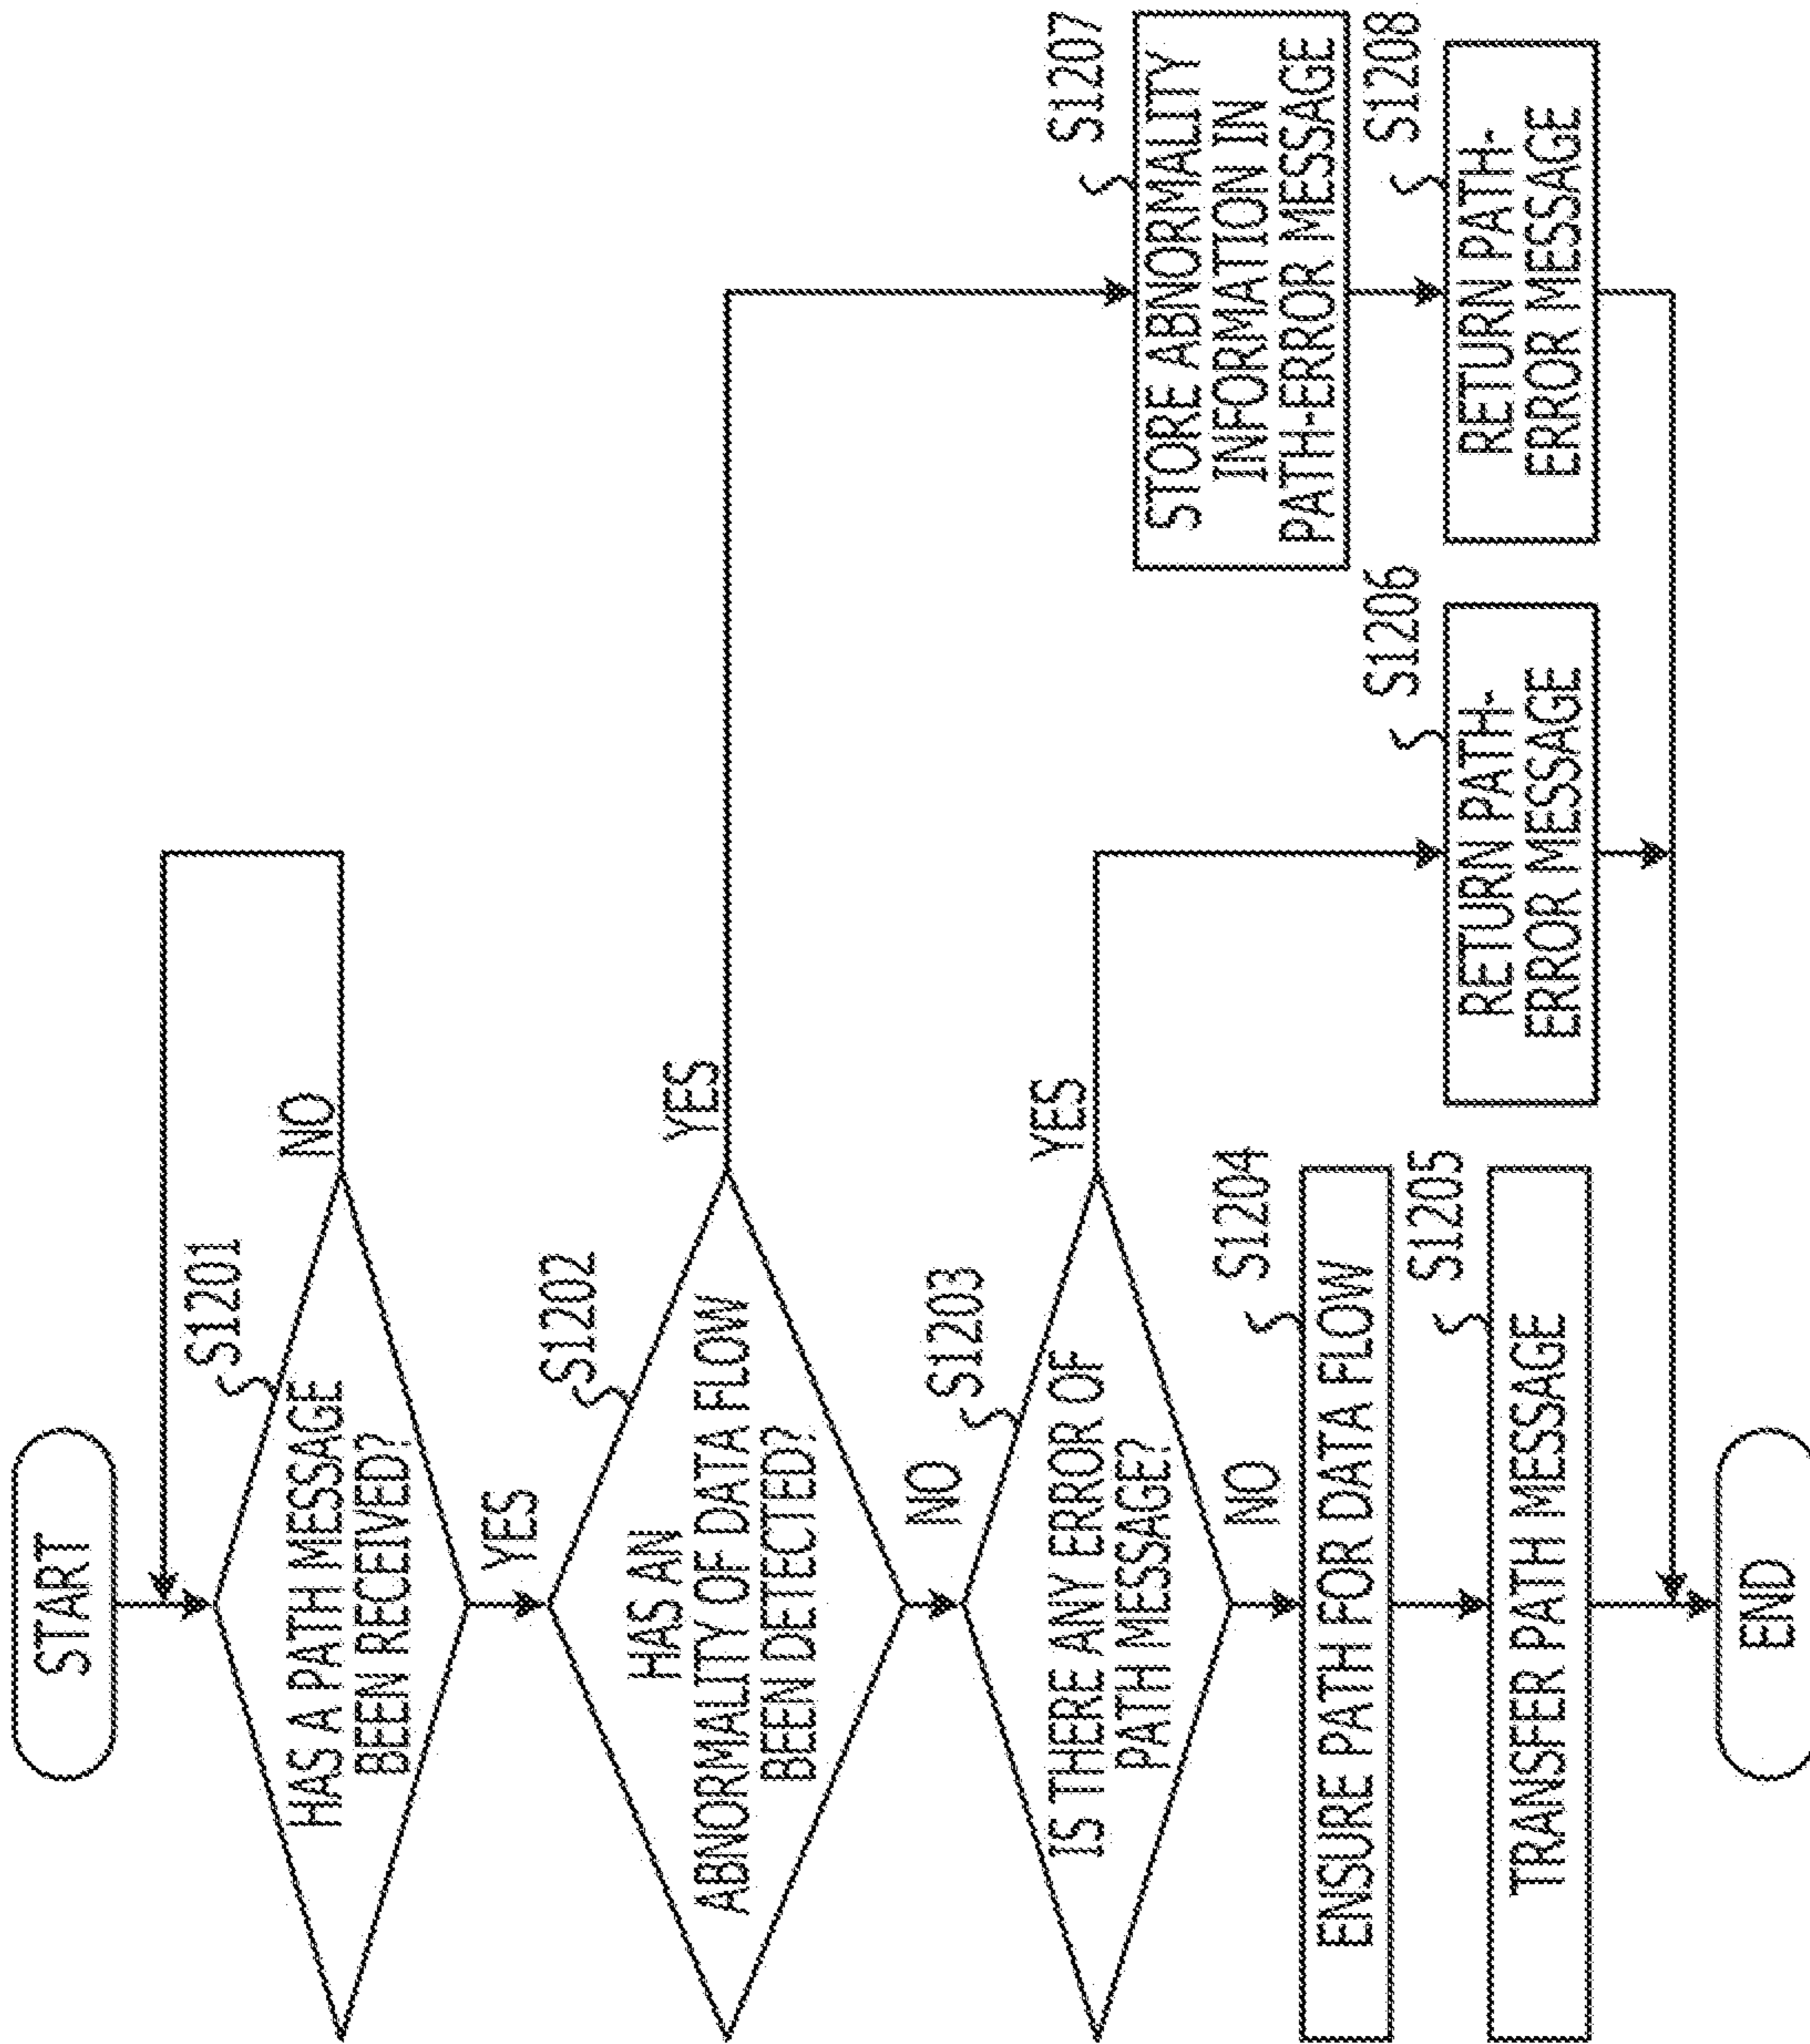 START
S1201
HAS A PATH MESSAGE
BEEN RECEIVED?
NO
YES
S1202
HAS AN
ABNORMALITY OF DATA FLOW
BEEN DETECTED?
YES
NO
S1203
IS THERE ANY ERROR OF
PATH MESSAGE?
YES
NO
S1204
ENSURE PATH FOR DATA FLOW
S1205
TRANSFER PATH MESSAGE
S1206
RETURN PATH-
ERROR MESSAGE
S1207
STORE ABNORMALITY
INFORMATION IN
PATH-ERROR MESSAGE
S1208
RETURN PATH-
ERROR MESSAGE
END